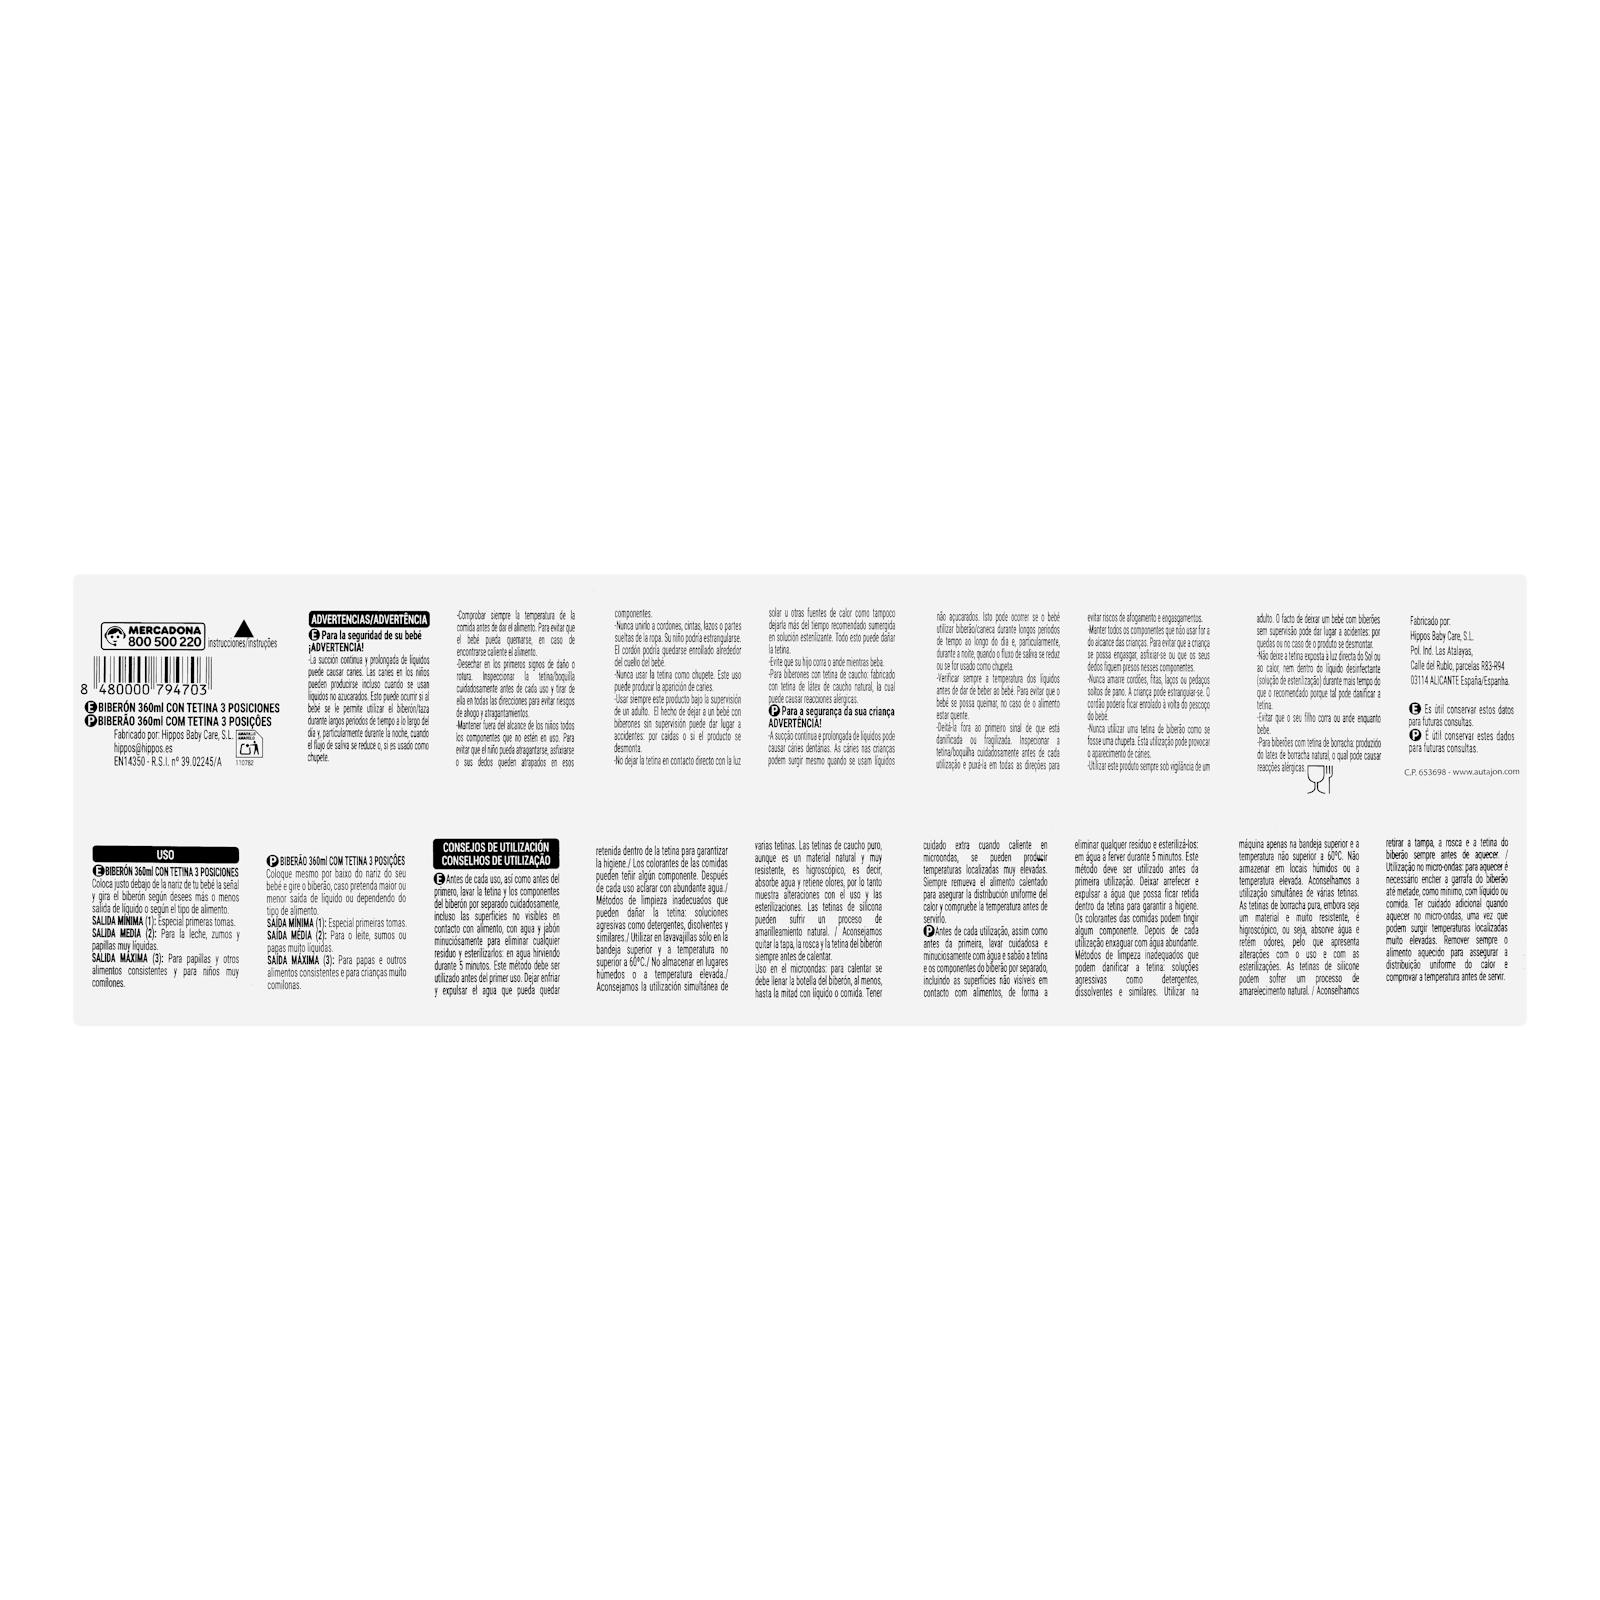 MERCADONA
800 500 220
instrucciones/instruções
8 480000 794703
E BIBERÓN 360ml CON TETINA 3 POSICIONES
P BIBERÃO 360ml COM TETINA 3 POSIÇÕES
Fabricado por: Hippos Baby Care, S.L.
hippos@hippos.es
EN14350 - R.S.I. nº 39.02245/A
AMARILLO
AMARELO
110782
ADVERTENCIAS/ADVERTÊNCIA
E Para la seguridad de su bebé
¡ADVERTENCIA!
-La succión continua y prolongada de líquidos
puede causar caries. Las caries en los niños
pueden producirse incluso cuando se usan
líquidos no azucarados. Esto puede ocurrir si al
bebé se le permite utilizar el biberón/taza
durante largos periodos de tiempo a lo largo del
día y, particularmente durante la noche, cuando
el flujo de saliva se reduce o, si es usado como
chupete.
-Comprobar siempre la temperatura de la
comida antes de dar el alimento. Para evitar que
el bebé pueda quemarse, en caso de
encontrarse caliente el alimento.
-Desechar en los primeros signos de daño o
rotura. Inspeccionar la tetina/boquilla
cuidadosamente antes de cada uso y tirar de
ella en todas las direcciones para evitar riesgos
de ahogo y atragantamientos.
-Mantener fuera del alcance de los niños todos
los componentes que no estén en uso. Para
evitar que el niño pueda atragantarse, asfixiarse
o sus dedos queden atrapados en esos
componentes.
-Nunca unirlo a cordones, cintas, lazos o partes
sueltas de la ropa. Su niño podría estrangularse.
El cordón podría quedarse enrollado alrededor
del cuello del bebé.
-Nunca usar la tetina como chupete. Este uso
puede producir la aparición de caries.
-Usar siempre este producto bajo la supervisión
de un adulto. El hecho de dejar a un bebé con
biberones sin supervisión puede dar lugar a
accidentes: por caídas o si el producto se
desmonta.
-No dejar la tetina en contacto directo con la luz
solar u otras fuentes de calor como tampoco
dejarla más del tiempo recomendado sumergida
en solución esterilizante. Todo esto puede dañar
la tetina.
-Evite que su hijo corra o ande mientras beba.
-Para biberones con tetina de caucho: fabricado
con tetina de látex de caucho natural, la cual
puede causar reacciones alérgicas.
P Para a segurança da sua criança
ADVERTÊNCIA!
-A sucção contínua e prolongada de líquidos pode
causar cáries dentárias. As cáries nas crianças
podem surgir mesmo quando se usam líquidos
não açucarados. Isto pode ocorrer se o bebé
utilizar biberão/caneca durante longos períodos
de tempo ao longo do dia e, particularmente,
durante a noite, quando o fluxo de saliva se reduz
ou se for usado como chupeta.
-Verificar sempre a temperatura dos líquidos
antes de dar de beber ao bebé. Para evitar que o
bebé se possa queimar, no caso de o alimento
estar quente.
-Deitá-la fora ao primeiro sinal de que está
danificada ou fragilizada. Inspecionar a
tetina/boquilha cuidadosamente antes de cada
utilização e puxá-la em todas as direções para
evitar riscos de afogamento e engasgamentos.
-Manter todos os componentes que não usar for a
do alcance das crianças. Para evitar que a criança
se possa engasgar, asfixiar-se ou que os seus
dedos fiquem presos nesses componentes.
-Nunca amarre cordões, fitas, laços ou pedaços
soltos de pano. A criança pode estrangular-se. O
cordão poderia ficar enrolado à volta do pescoço
do bebé.
-Nunca utilizar uma tetina de biberão como se
fosse uma chupeta. Esta utilização pode provocar
o aparecimento de cáries.
-Utilizar este produto sempre sob vigilância de um
adulto. O facto de deixar um bebé com biberões
sem supervisão pode dar lugar a acidentes: por
quedas ou no caso de o produto se desmontar.
-Não deixe a tetina exposta à luz directa do Sol ou
ao calor, nem dentro do líquido desinfectante
(solução de esterilização) durante mais tempo do
que o recomendado porque tal pode danificar a
tetina.
-Evitar que o seu filho corra ou ande enquanto
bebe.
-Para biberões com tetina de borracha: produzido
do latex de borracha natural, o qual pode causar
reacções alérgicas.
Fabricado por:
Hippos Baby Care, S.L.
Pol. Ind. Las Atalayas,
Calle del Rublo, parcelas R83-R94
03114 ALICANTE España/Espanha.
E Es útil conservar estos datos
para futuras consultas.
P É útil conservar estes dados
para futuras consultas.
C.P. 653698 - www.autajon.com
USO
E BIBERÓN 360ml CON TETINA 3 POSICIONES
Coloca justo debajo de la nariz de tu bebé la señal
y gira el biberón según desees más o menos
salida de líquido o según el tipo de alimento.
SALIDA MÍNIMA (1): Especial primeras tomas.
SALIDA MEDIA (2): Para la leche, zumos y
papillas muy líquidas.
SALIDA MÁXIMA (3): Para papillas y otros
alimentos consistentes y para niños muy
comilones.
P BIBERÃO 360ml COM TETINA 3 POSIÇÕES
Coloque mesmo por baixo do nariz do seu
bebé e gire o biberão, caso pretenda maior ou
menor saída de líquido ou dependendo do
tipo de alimento.
SAÍDA MÍNIMA (1): Especial primeiras tomas.
SAÍDA MÉDIA (2): Para o leite, sumos ou
papas muito líquidas.
SAÍDA MÁXIMA (3): Para papas e outros
alimentos consistentes e para crianças muito
comilonas.
CONSEJOS DE UTILIZACIÓN
CONSELHOS DE UTILIZAÇÃO
E Antes de cada uso, así como antes del
primero, lavar la tetina y los componentes
del biberón por separado cuidadosamente,
incluso las superficies no visibles en
contacto con alimento, con agua y jabón
minuciosamente para eliminar cualquier
residuo y esterilizarlos: en agua hirviendo
durante 5 minutos. Este método debe ser
utilizado antes del primer uso. Dejar enfriar
y expulsar el agua que pueda quedar
retenida dentro de la tetina para garantizar
la higiene./ Los colorantes de las comidas
pueden teñir algún componente. Después
de cada uso aclarar con abundante agua./
Métodos de limpieza inadecuados que
pueden dañar la tetina: soluciones
agresivas como detergentes, disolventes y
similares./ Utilizar en lavavajillas sólo en la
bandeja superior y a temperatura no
superior a 60ºC./ No almacenar en lugares
húmedos o a temperatura elevada./
Aconsejamos la utilización simultánea de
varias tetinas. Las tetinas de caucho puro,
aunque es un material natural y muy
resistente, es higroscópico, es decir,
absorbe agua y retiene olores, por lo tanto
muestra alteraciones con el uso y las
esterilizaciones. Las tetinas de silicona
pueden sufrir un proceso de
amarilleamiento natural. / Aconsejamos
quitar la tapa, la rosca y la tetina del biberón
siempre antes de calentar.
Uso en el microondas: para calentar se
debe llenar la botella del biberón, al menos,
hasta la mitad con líquido o comida. Tener
cuidado extra cuando caliente en
microondas, se pueden producir
temperaturas localizadas muy elevadas.
Siempre remueva el alimento calentado
para asegurar la distribución uniforme del
calor y compruebe la temperatura antes de
servirlo.
P Antes de cada utilização, assim como
antes da primeira, lavar cuidadosa e
minuciosamente com água e sabão a tetina
e os componentes do biberão por separado,
incluindo as superfícies não visíveis em
contacto com alimentos, de forma a
eliminar qualquer resíduo e esterilizá-los:
em água a ferver durante 5 minutos. Este
método deve ser utilizado antes da
primeira utilização. Deixar arrefecer e
expulsar a água que possa ficar retida
dentro da tetina para garantir a higiene.
Os colorantes das comidas podem tingir
algum componente. Depois de cada
utilização enxaguar com água abundante.
Métodos de limpeza inadequados que
podem danificar a tetina: soluções
agressivas como detergentes,
dissolventes e similares. Utilizar na
máquina apenas na bandeja superior e a
temperatura não superior a 60ºC. Não
armazenar em locais húmidos ou a
temperatura elevada. Aconselhamos a
utilização simultânea de várias tetinas.
As tetinas de borracha pura, embora seja
um material e muito resistente, é
higroscópico, ou seja, absorve água e
retém odores, pelo que apresenta
alterações com o uso e com as
esterilizações. As tetinas de silicone
podem sofrer um processo de
amarelecimento natural. / Aconselhamos
retirar a tampa, a rosca e a tetina do
biberão sempre antes de aquecer. /
Utilização no micro-ondas: para aquecer é
necessário encher a garrafa do biberão
até metade, como mínimo, com líquido ou
comida. Ter cuidado adicional quando
aquecer no micro-ondas, uma vez que
podem surgir temperaturas localizadas
muito elevadas. Remover sempre o
alimento aquecido para assegurar a
distribuição uniforme do calor e
comprovar a temperatura antes de servir.